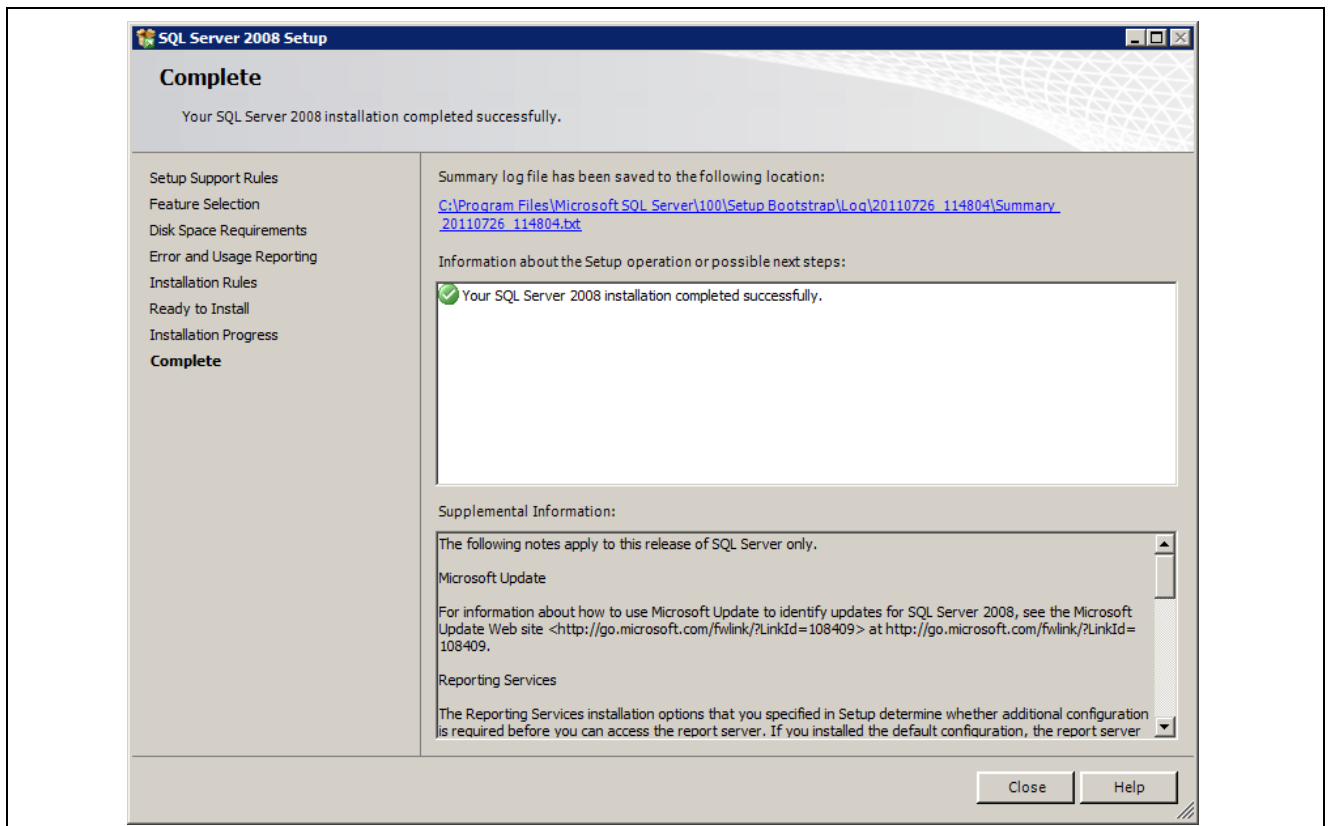 SQL Server 2008 Setup
Complete
Your SQL Server 2008 installation completed successfully.
Setup Support Rules
Feature Selection
Disk Space Requirements
Error and Usage Reporting
Installation Rules
Ready to Install
Installation Progress
Complete
Summary log file has been saved to the following location:
C:\Program Files\Microsoft SQL Server\100\Setup Bootstrap\Log\20110726_114804\Summary_
20110726_114804.txt
Information about the Setup operation or possible next steps:
Your SQL Server 2008 installation completed successfully.
Supplemental Information:
The following notes apply to this release of SQL Server only.
Microsoft Update
For information about how to use Microsoft Update to identify updates for SQL Server 2008, see the Microsoft
Update Web site <http://go.microsoft.com/fwlink/?LinkId=108409> at http://go.microsoft.com/fwlink/?LinkId=
108409.
Reporting Services
The Reporting Services installation options that you specified in Setup determine whether additional configuration
is required before you can access the report server. If you installed the default configuration, the report server
Close
Help